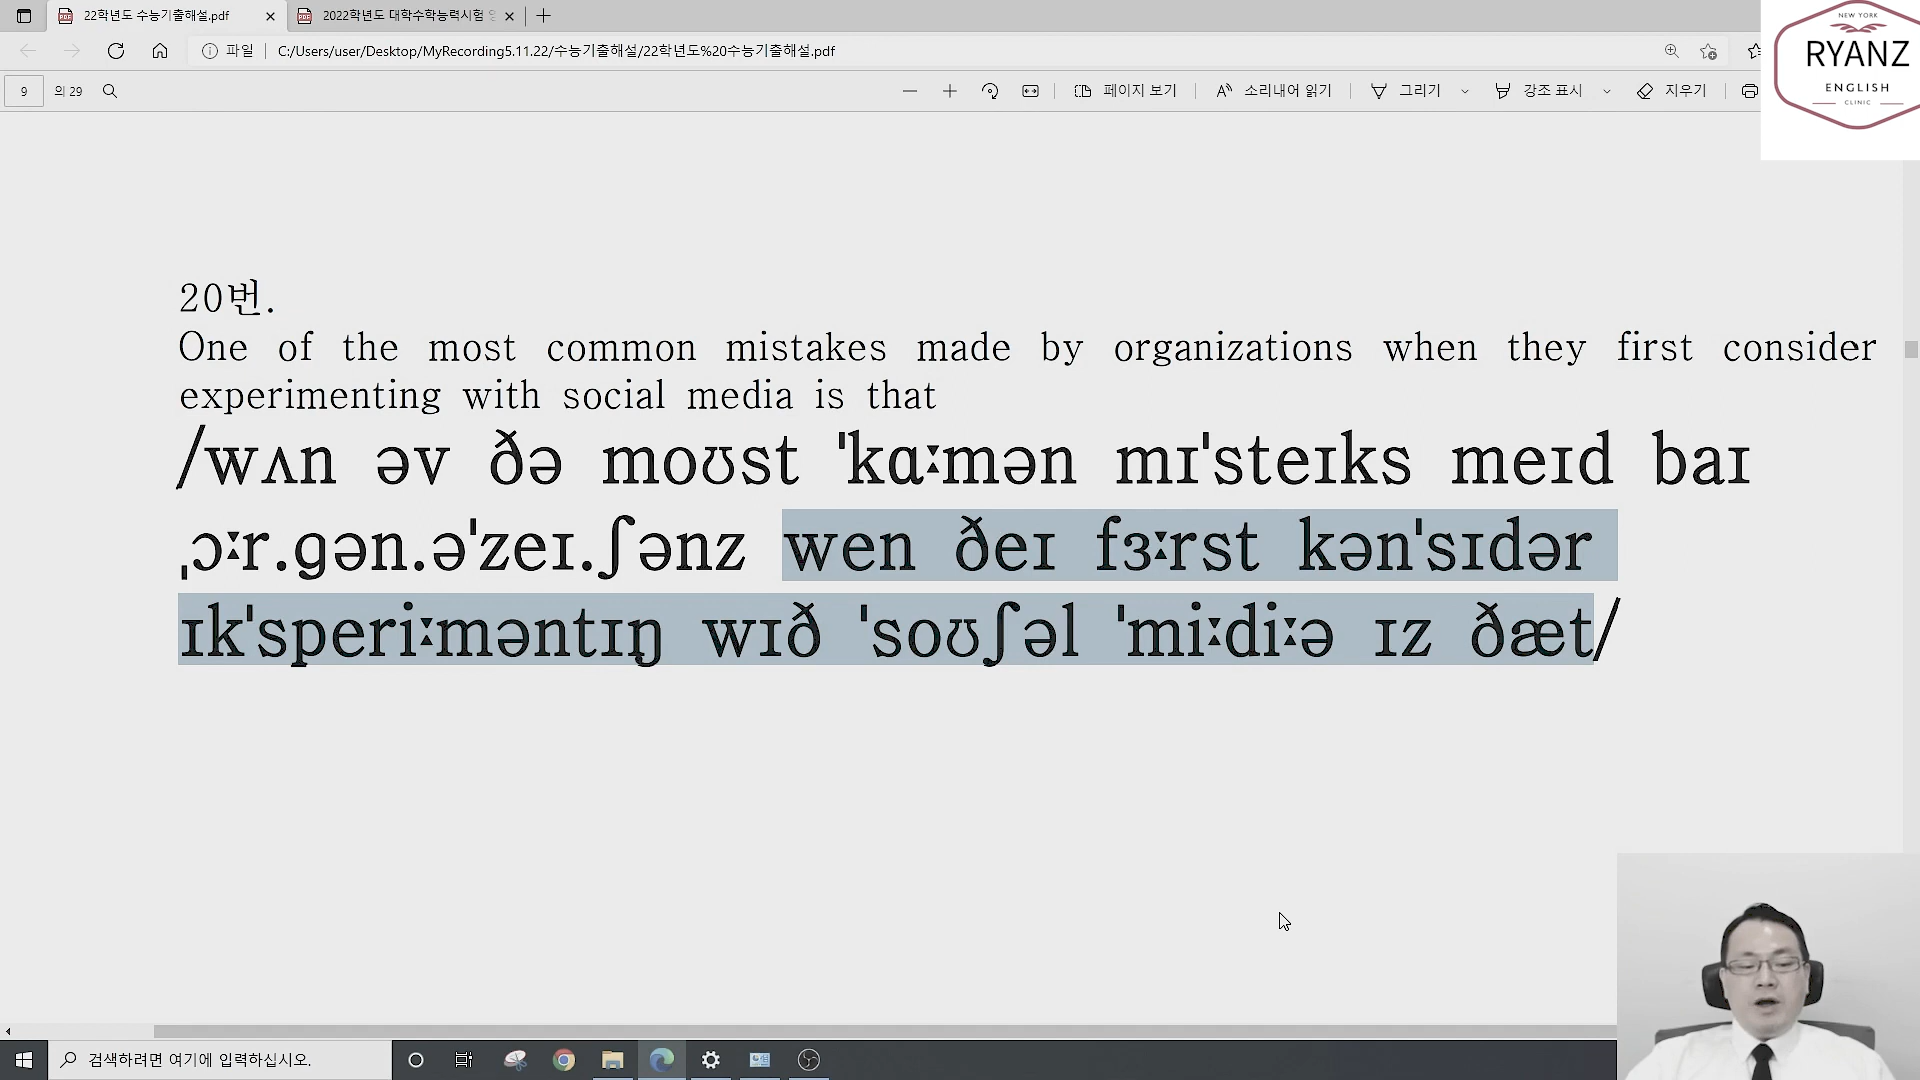 22학년도 수능기출해설.pdf
2022학년도 대학수학능력시험
파일
C:/Users/user/Desktop/MyRecording5.11.22/수능기출해설/22학년도%20수능기출해설.pdf
9 의 29
페이지 보기
소리내어 읽기
그리기
강조 표시
지우기
NEW YORK
RYANZ
ENGLISH
CLINIC
20번.
One of the most common mistakes made by organizations when they first consider
experimenting with social media is that
/wʌn əv ðə moʊst ˈkɑːmən mɪˈsteɪks meɪd baɪ
ˌɔːr.ɡən.əˈzeɪ.ʃənz wen ðeɪ fɜːrst kənˈsɪdər
ɪkˈsperiːməntɪŋ wɪð ˈsoʊʃəl ˈmiːdiːə ɪz ðæt/
검색하려면 여기에 입력하십시오.